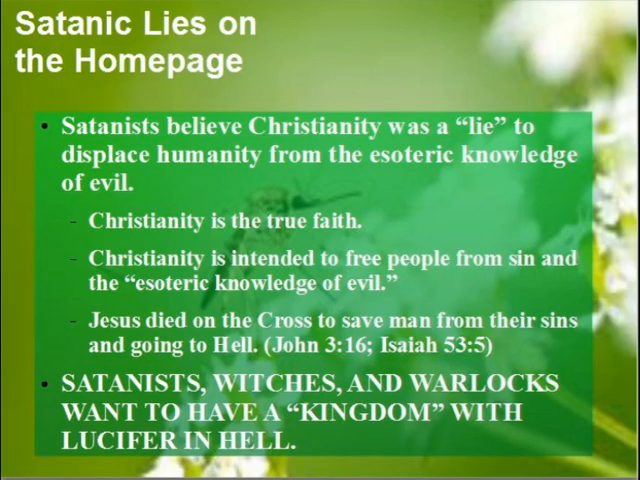 Satanic Lies on
the Homepage
• Satanists believe Christianity was a “lie” to
displace humanity from the esoteric knowledge
of evil.
- Christianity is the true faith.
- Christianity is intended to free people from sin and
the “esoteric knowledge of evil.”
- Jesus died on the Cross to save man from their sins
and going to Hell. (John 3:16; Isaiah 53:5)
• SATANISTS, WITCHES, AND WARLOCKS
WANT TO HAVE A “KINGDOM” WITH
LUCIFER IN HELL.